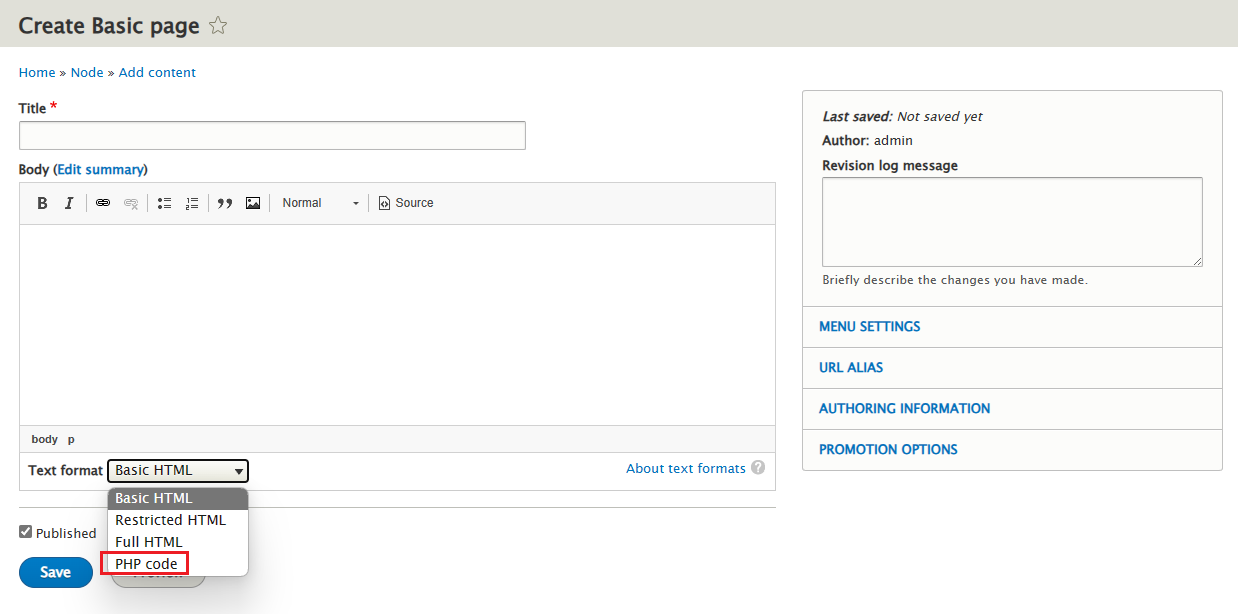 Create Basic page
Home » Node » Add content
Title *
Body (Edit summary)
B I Normal Source
body p
Text format Basic HTML About text formats ?
Basic HTML
Restricted HTML
Full HTML
PHP code
Published
Save
Last saved: Not saved yet
Author: admin
Revision log message
Briefly describe the changes you have made.
MENU SETTINGS
URL ALIAS
AUTHORING INFORMATION
PROMOTION OPTIONS